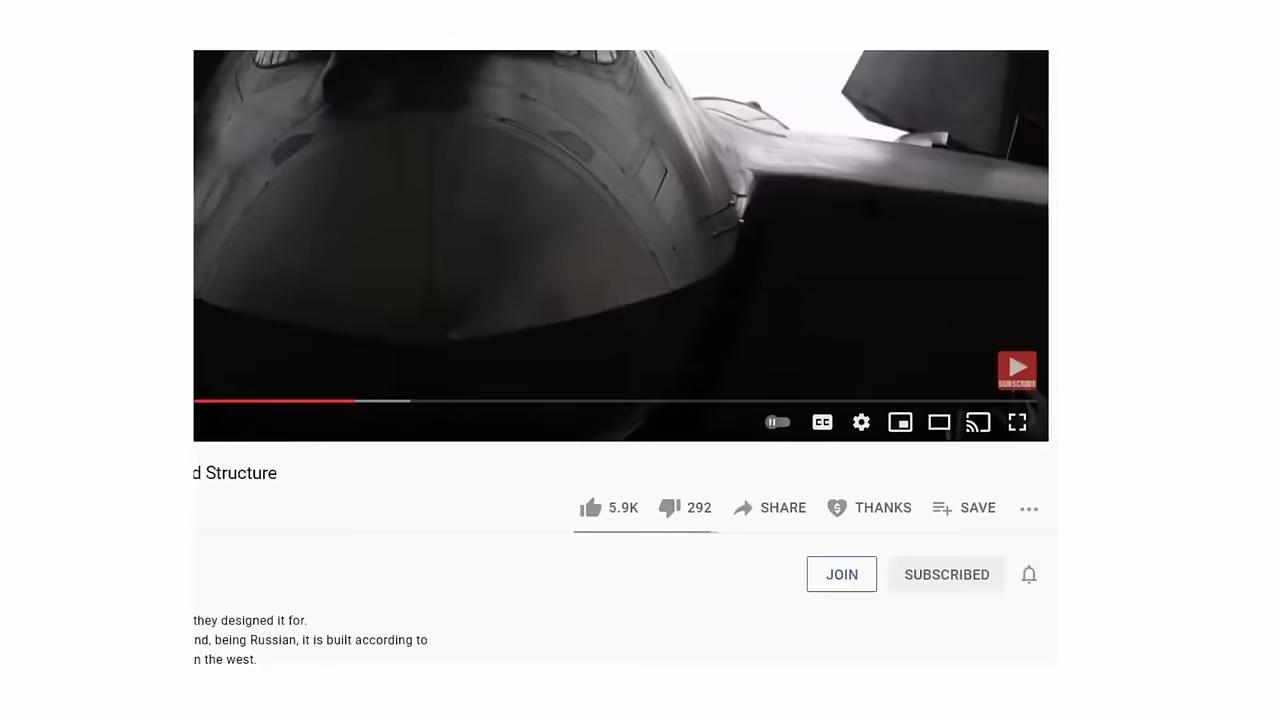 SUBSCRIBE
CC
d Structure
5.9K 292 SHARE THANKS SAVE
JOIN SUBSCRIBED
they designed it for.
nd, being Russian, it is built according to
n the west.